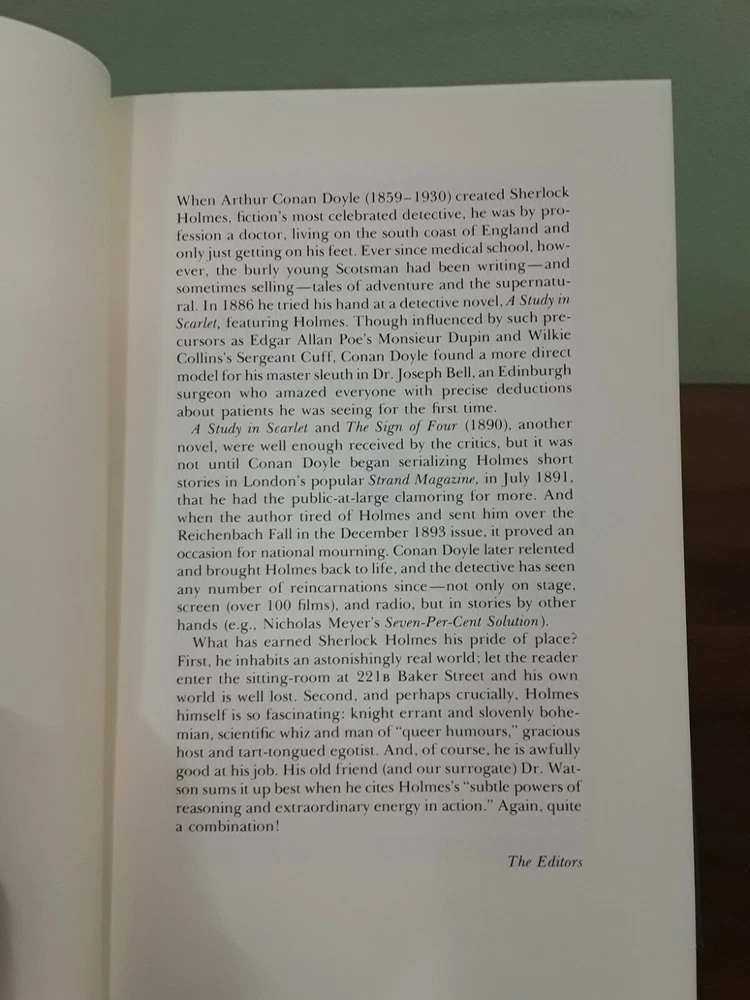 When Arthur Conan Doyle (1859–1930) created Sherlock
Holmes, fiction's most celebrated detective, he was by pro-
fession a doctor, living on the south coast of England and
only just getting on his feet. Ever since medical school, how-
ever, the burly young Scotsman had been writing—and
sometimes selling—tales of adventure and the supernatu-
ral. In 1886 he tried his hand at a detective novel, A Study in
Scarlet, featuring Holmes. Though influenced by such pre-
cursors as Edgar Allan Poe's Monsieur Dupin and Wilkie
Collins's Sergeant Cuff, Conan Doyle found a more direct
model for his master sleuth in Dr. Joseph Bell, an Edinburgh
surgeon who amazed everyone with precise deductions
about patients he was seeing for the first time.
A Study in Scarlet and The Sign of Four (1890), another
novel, were well enough received by the critics, but it was
not until Conan Doyle began serializing Holmes short
stories in London's popular Strand Magazine, in July 1891,
that he had the public-at-large clamoring for more. And
when the author tired of Holmes and sent him over the
Reichenbach Fall in the December 1893 issue, it proved an
occasion for national mourning. Conan Doyle later relented
and brought Holmes back to life, and the detective has seen
any number of reincarnations since—not only on stage,
screen (over 100 films), and radio, but in stories by other
hands (e.g., Nicholas Meyer's Seven-Per-Cent Solution).
What has earned Sherlock Holmes his pride of place?
First, he inhabits an astonishingly real world; let the reader
enter the sitting-room at 221B Baker Street and his own
world is well lost. Second, and perhaps crucially, Holmes
himself is so fascinating: knight errant and slovenly bohe-
mian, scientific whiz and man of "queer humours," gracious
host and tart-tongued egotist. And, of course, he is awfully
good at his job. His old friend (and our surrogate) Dr. Wat-
son sums it up best when he cites Holmes's "subtle powers of
reasoning and extraordinary energy in action." Again, quite
a combination!
The Editors